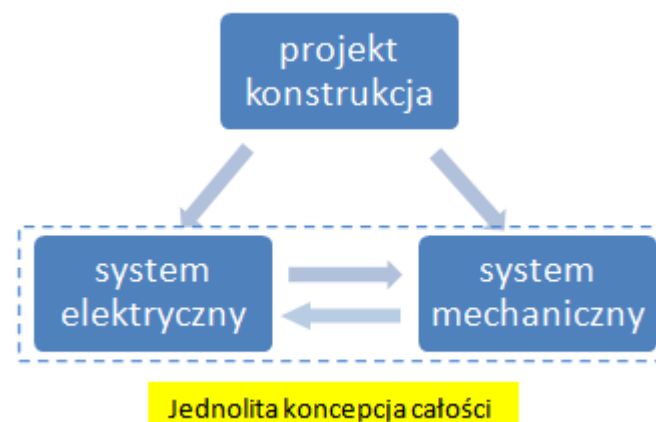 projekt
konstrukcja
system
elektryczny
system
mechaniczny
Jednolita koncepcja całości